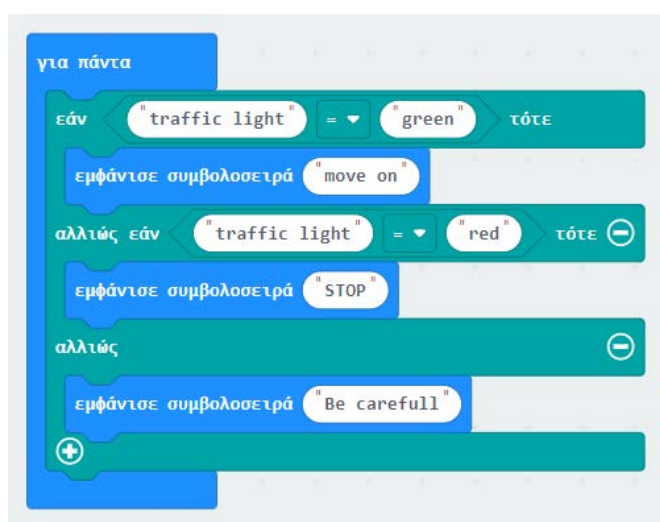 για πάντα
εάν "traffic light" = "green" τότε
εμφάνισε συμβολοσειρά "move on"
αλλιώς εάν "traffic light" = "red" τότε
εμφάνισε συμβολοσειρά "STOP"
αλλιώς
εμφάνισε συμβολοσειρά "Be carefull"